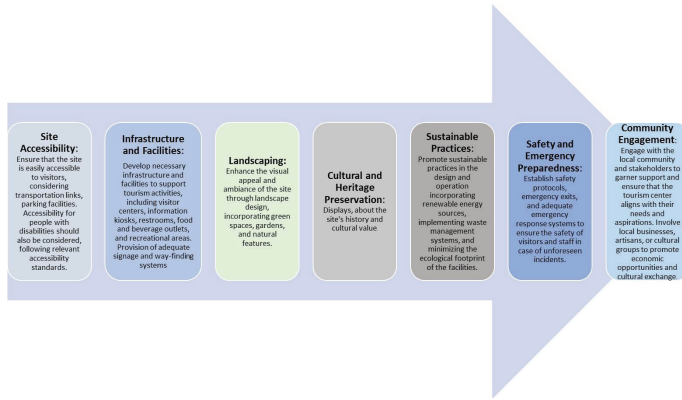 Site
Accessibility:
Ensure that the site
is easily accessible
to visitors,
considering
transportation links,
parking facilities.
Accessibility for
people with
disabilities should
also be considered,
following relevant
accessibility
standards.
Infrastructure
and Facilities:
Develop necessary
infrastructure and
facilities to support
tourism activities,
including visitor
centers, information
kiosks, restrooms, food
and beverage outlets,
and recreational areas.
Provision of adequate
signage and way-finding
systems
Landscaping:
Enhance the visual
appeal and
ambiance of the site
through landscape
design,
incorporating green
spaces, gardens,
and natural
features.
Cultural and
Heritage
Preservation:
Displays, about the
site's history and
cultural value
Sustainable
Practices:
Promote sustainable
practices in the
design and
operation
incorporating
renewable energy
sources,
implementing waste
management
systems, and
minimizing the
ecological footprint
of the facilities.
Safety and
Emergency
Preparedness:
Establish safety
protocols,
emergency exits,
and adequate
emergency
response systems to
ensure the safety of
visitors and staff in
case of unforeseen
incidents.
Community
Engagement:
Engage with the
local community
and stakeholders to
garner support and
ensure that the
tourism center
aligns with their
needs and
aspirations. Involve
local businesses,
artisans, or cultural
groups to promote
economic
opportunities and
cultural exchange.